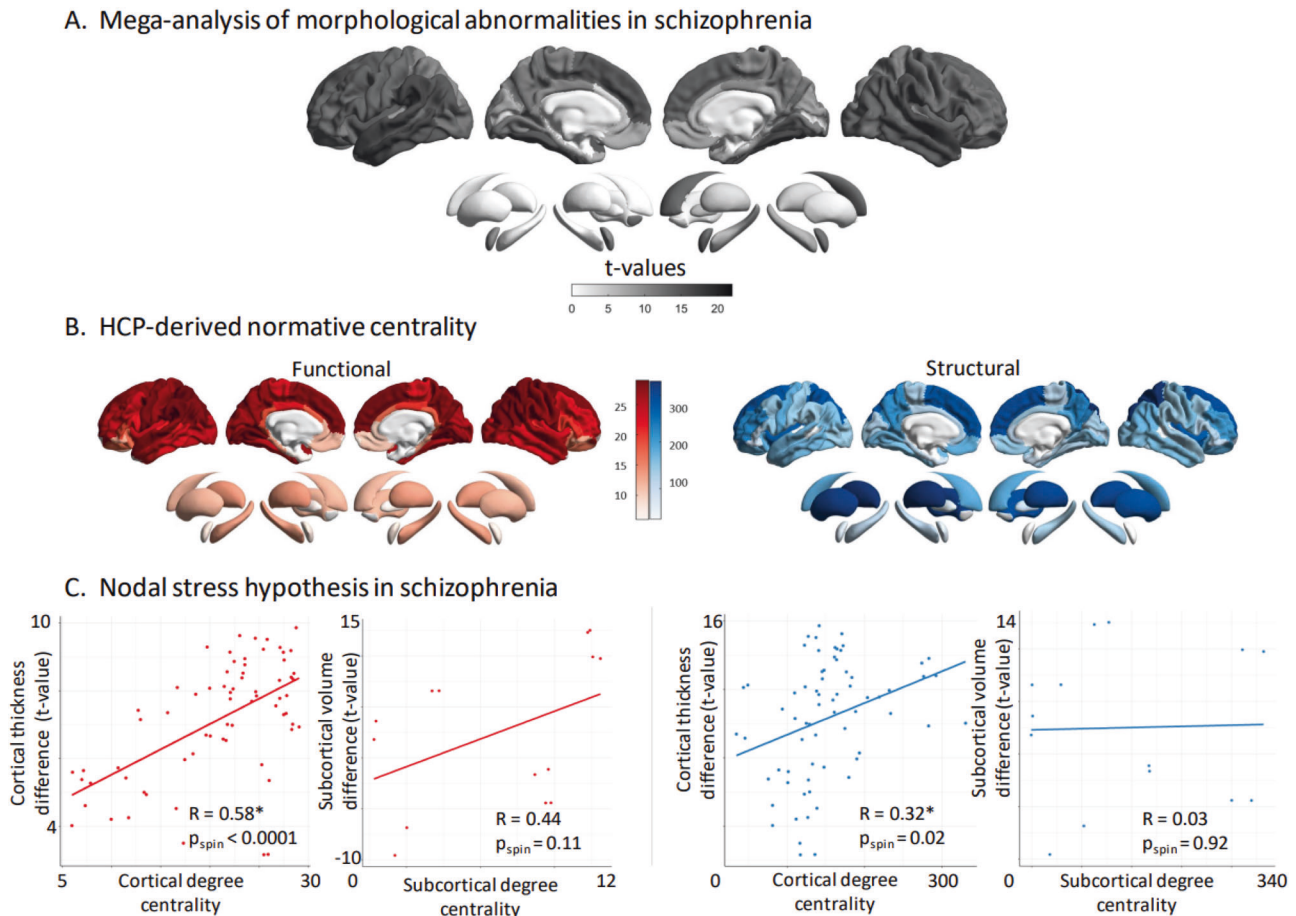 A. Mega-analysis of morphological abnormalities in schizophrenia
t-values
0 5 10 15 20
B. HCP-derived normative centrality
Functional
Structural
25
20
15
10
300
200
100
C. Nodal stress hypothesis in schizophrenia
Cortical thickness
difference (t-value)
10
4
R = 0.58*
pspin < 0.0001
5
30
Cortical degree
centrality
Subcortical volume
difference (t-value)
15
-10
R = 0.44
pspin = 0.11
0
12
Subcortical degree
centrality
Cortical thickness
difference (t-value)
16
R = 0.32*
pspin = 0.02
0
300
Cortical degree
centrality
Subcortical volume
difference (t-value)
14
R = 0.03
pspin = 0.92
0
340
Subcortical degree
centrality